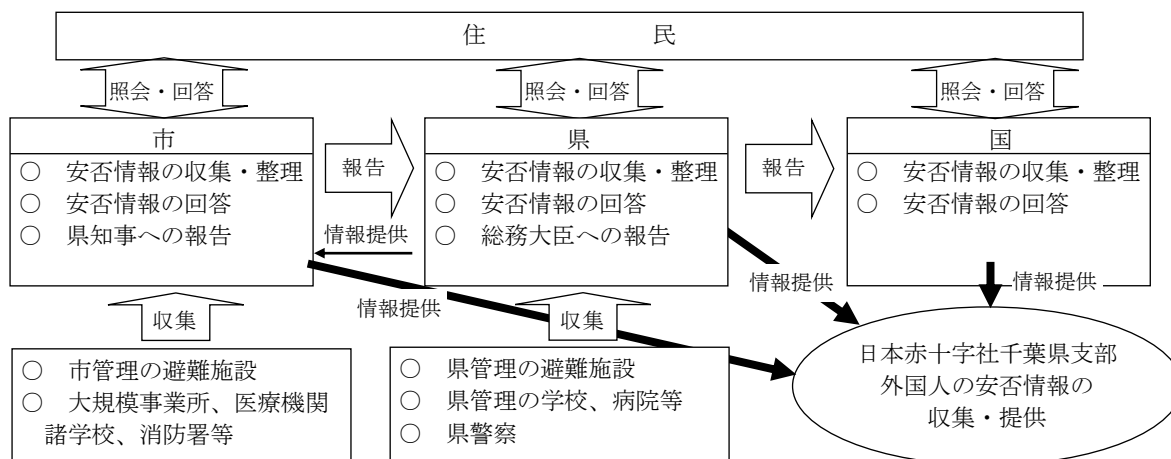 住　　　　　　民
照会・回答
照会・回答
照会・回答
市
○　安否情報の収集・整理
○　安否情報の回答
○　県知事への報告
報告
情報提供
県
○　安否情報の収集・整理
○　安否情報の回答
○　総務大臣への報告
報告
国
○　安否情報の収集・整理
○　安否情報の回答
情報提供
情報提供
情報提供
収集
収集
○　市管理の避難施設
○　大規模事業所、医療機関
諸学校、消防署等
○　県管理の避難施設
○　県管理の学校、病院等
○　県警察
日本赤十字社千葉県支部
外国人の安否情報の
収集・提供